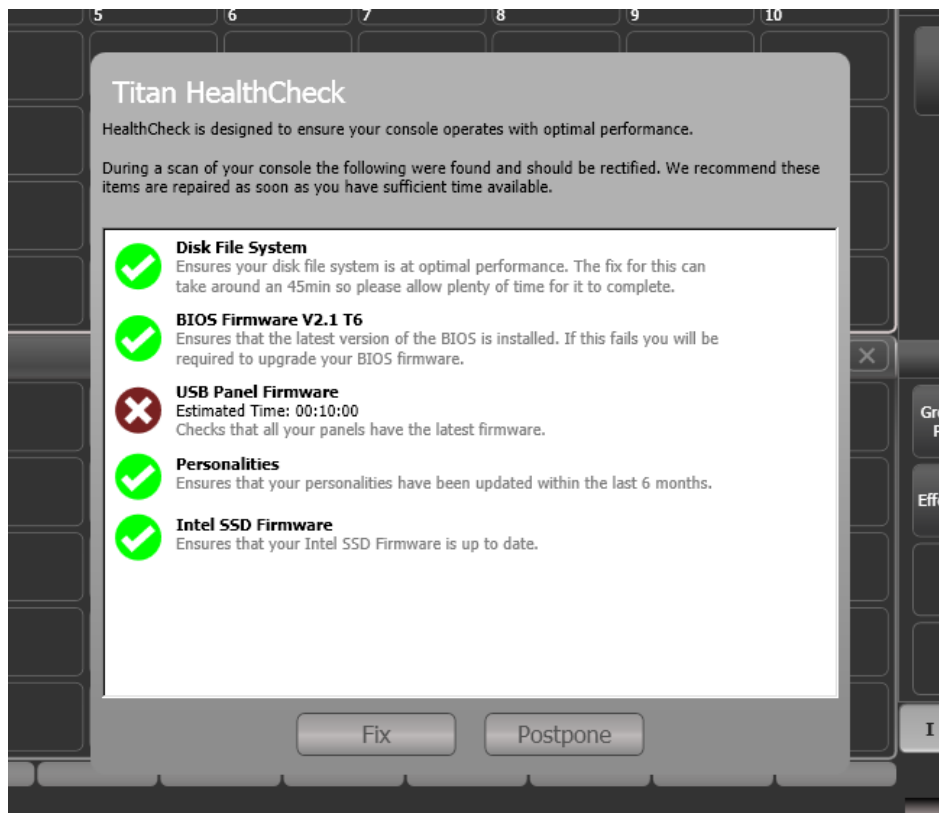 5 6 7 8 9 10
Titan HealthCheck
HealthCheck is designed to ensure your console operates with optimal performance.
During a scan of your console the following were found and should be rectified. We recommend these
items are repaired as soon as you have sufficient time available.
Disk File System
Ensures your disk file system is at optimal performance. The fix for this can
take around an 45min so please allow plenty of time for it to complete.
BIOS Firmware V2.1 T6
Ensures that the latest version of the BIOS is installed. If this fails you will be
required to upgrade your BIOS firmware.
USB Panel Firmware
Estimated Time: 00:10:00
Checks that all your panels have the latest firmware.
Personalities
Ensures that your personalities have been updated within the last 6 months.
Intel SSD Firmware
Ensures that your Intel SSD Firmware is up to date.
Fix
Postpone
I